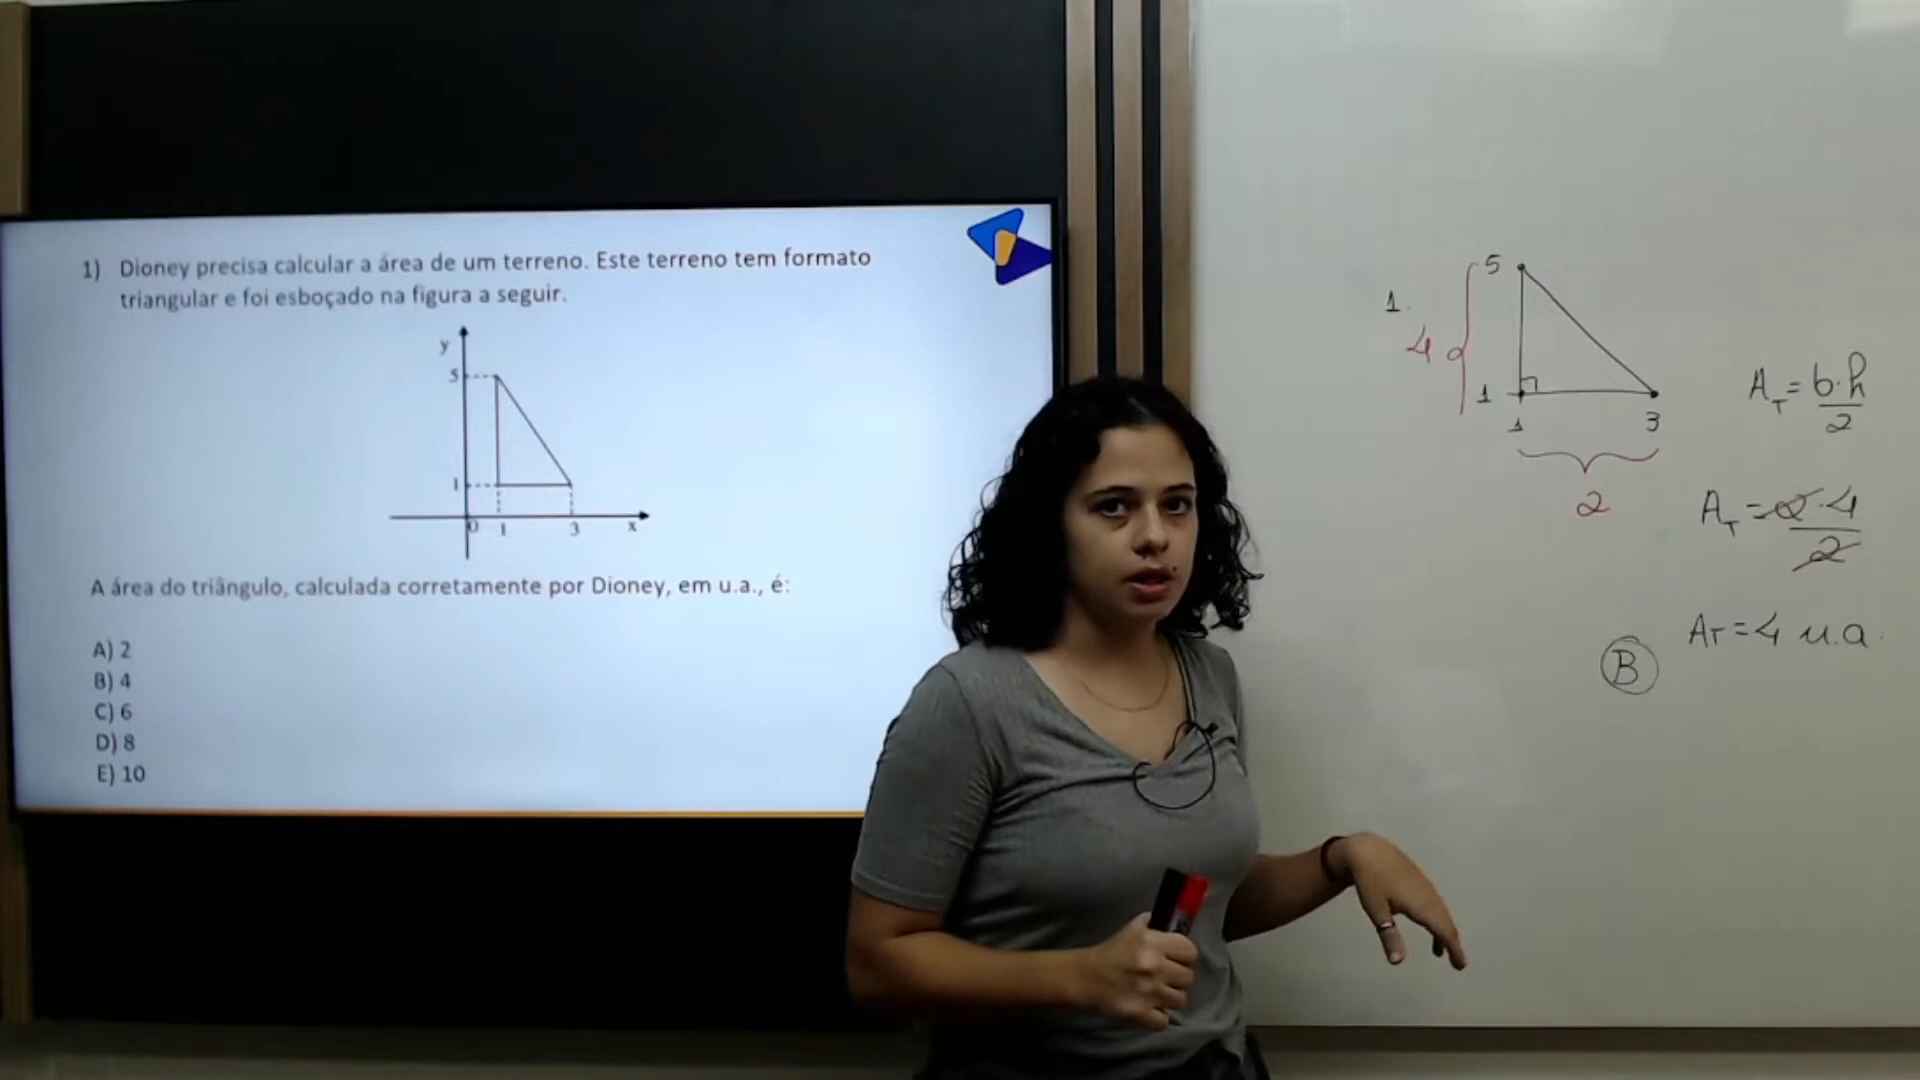 1) Dioney precisa calcular a área de um terreno. Este terreno tem formato
triangular e foi esboçado na figura a seguir.
y
5
1
0 1 3 x
A área do triângulo, calculada corretamente por Dioney, em u.a., é:
A) 2
B) 4
C) 6
D) 8
E) 10
1.
5
4
1
1 3
2
A_T = b.h/2
A_T = 2.4/2
A_T = 4 u.a.
B